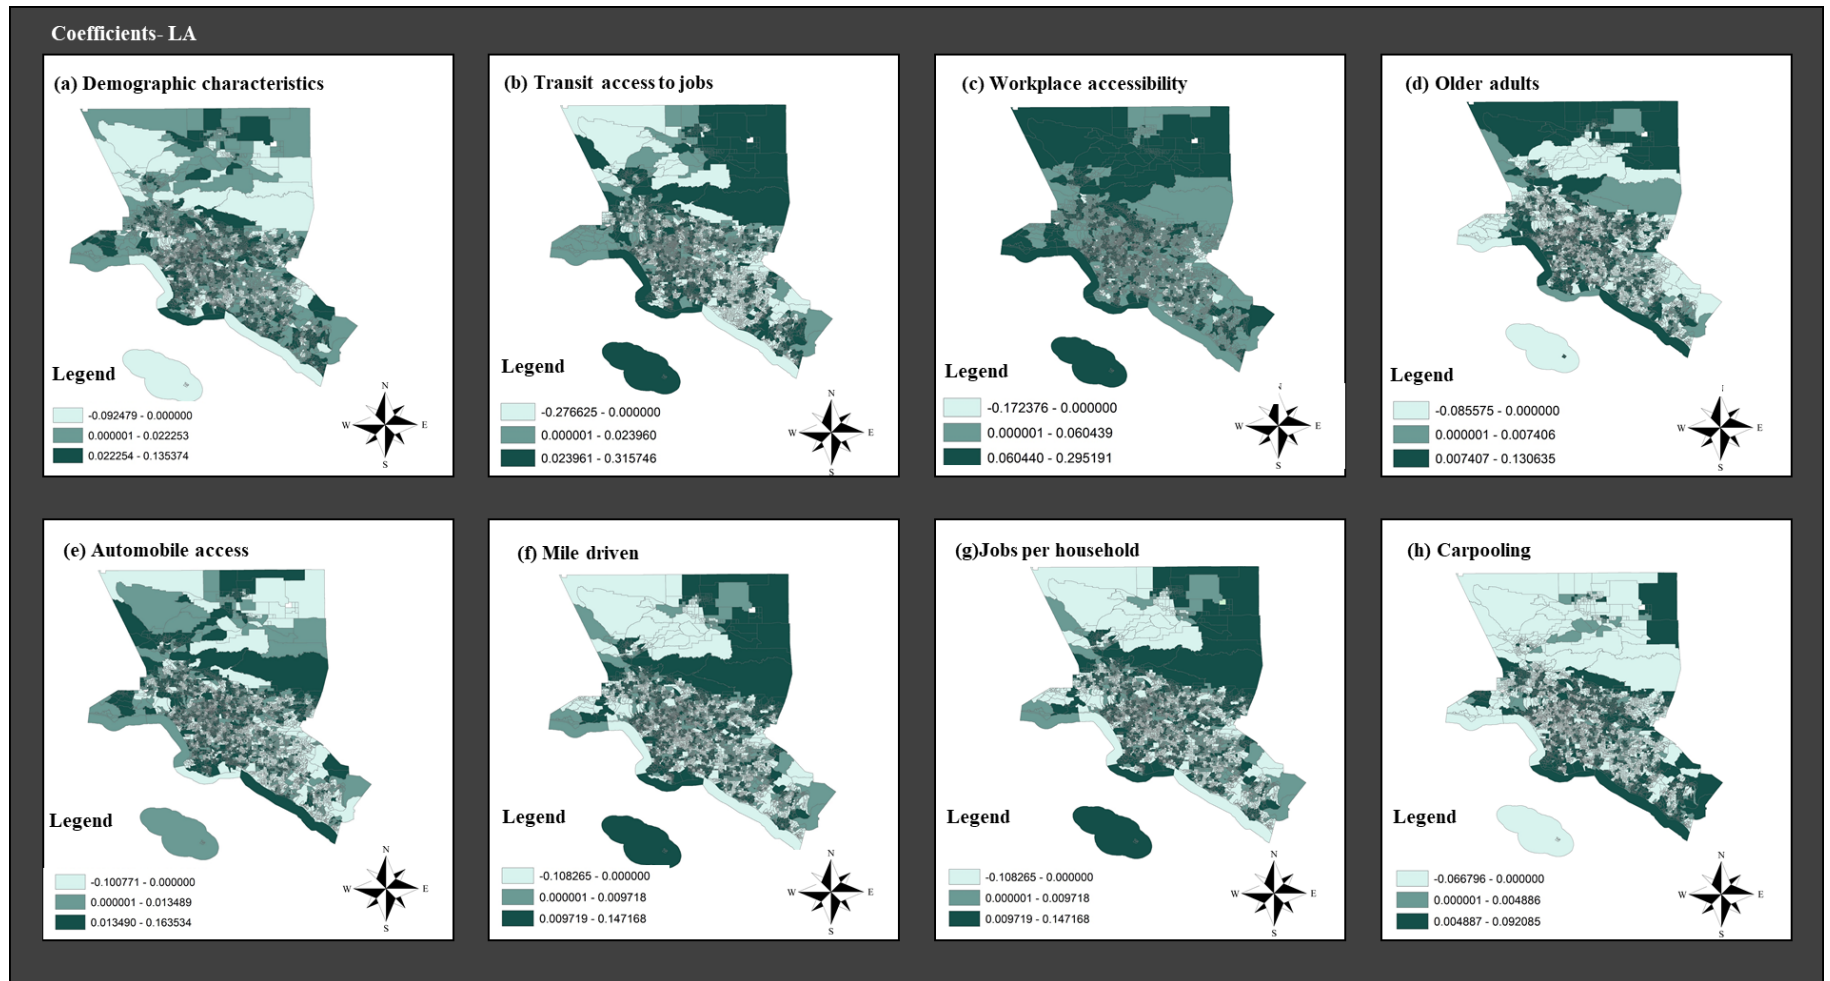 Coefficients- LA
(a) Demographic characteristics
Legend
-0.092479 - 0.000000
0.000001 - 0.022253
0.022254 - 0.135374
N
W
E
S
(b) Transit access to jobs
Legend
-0.276625 - 0.000000
0.000001 - 0.023960
0.023961 - 0.315746
N
W
E
S
(c) Workplace accessibility
Legend
-0.172376 - 0.000000
0.000001 - 0.060439
0.060440 - 0.295191
W
E
S
(d) Older adults
Legend
-0.085575 - 0.000000
0.000001 - 0.007406
0.007407 - 0.130635
W
E
S
(e) Automobile access
Legend
-0.100771 - 0.000000
0.000001 - 0.013489
0.013490 - 0.163534
N
W
E
S
(f) Mile driven
Legend
-0.108265 - 0.000000
0.000001 - 0.009718
0.009719 - 0.147168
N
W
E
S
(g)Jobs per household
Legend
-0.108265 - 0.000000
0.000001 - 0.009718
0.009719 - 0.147168
N
W
E
S
(h) Carpooling
Legend
-0.066796 - 0.000000
0.000001 - 0.004886
0.004887 - 0.092085
N
W
E
S